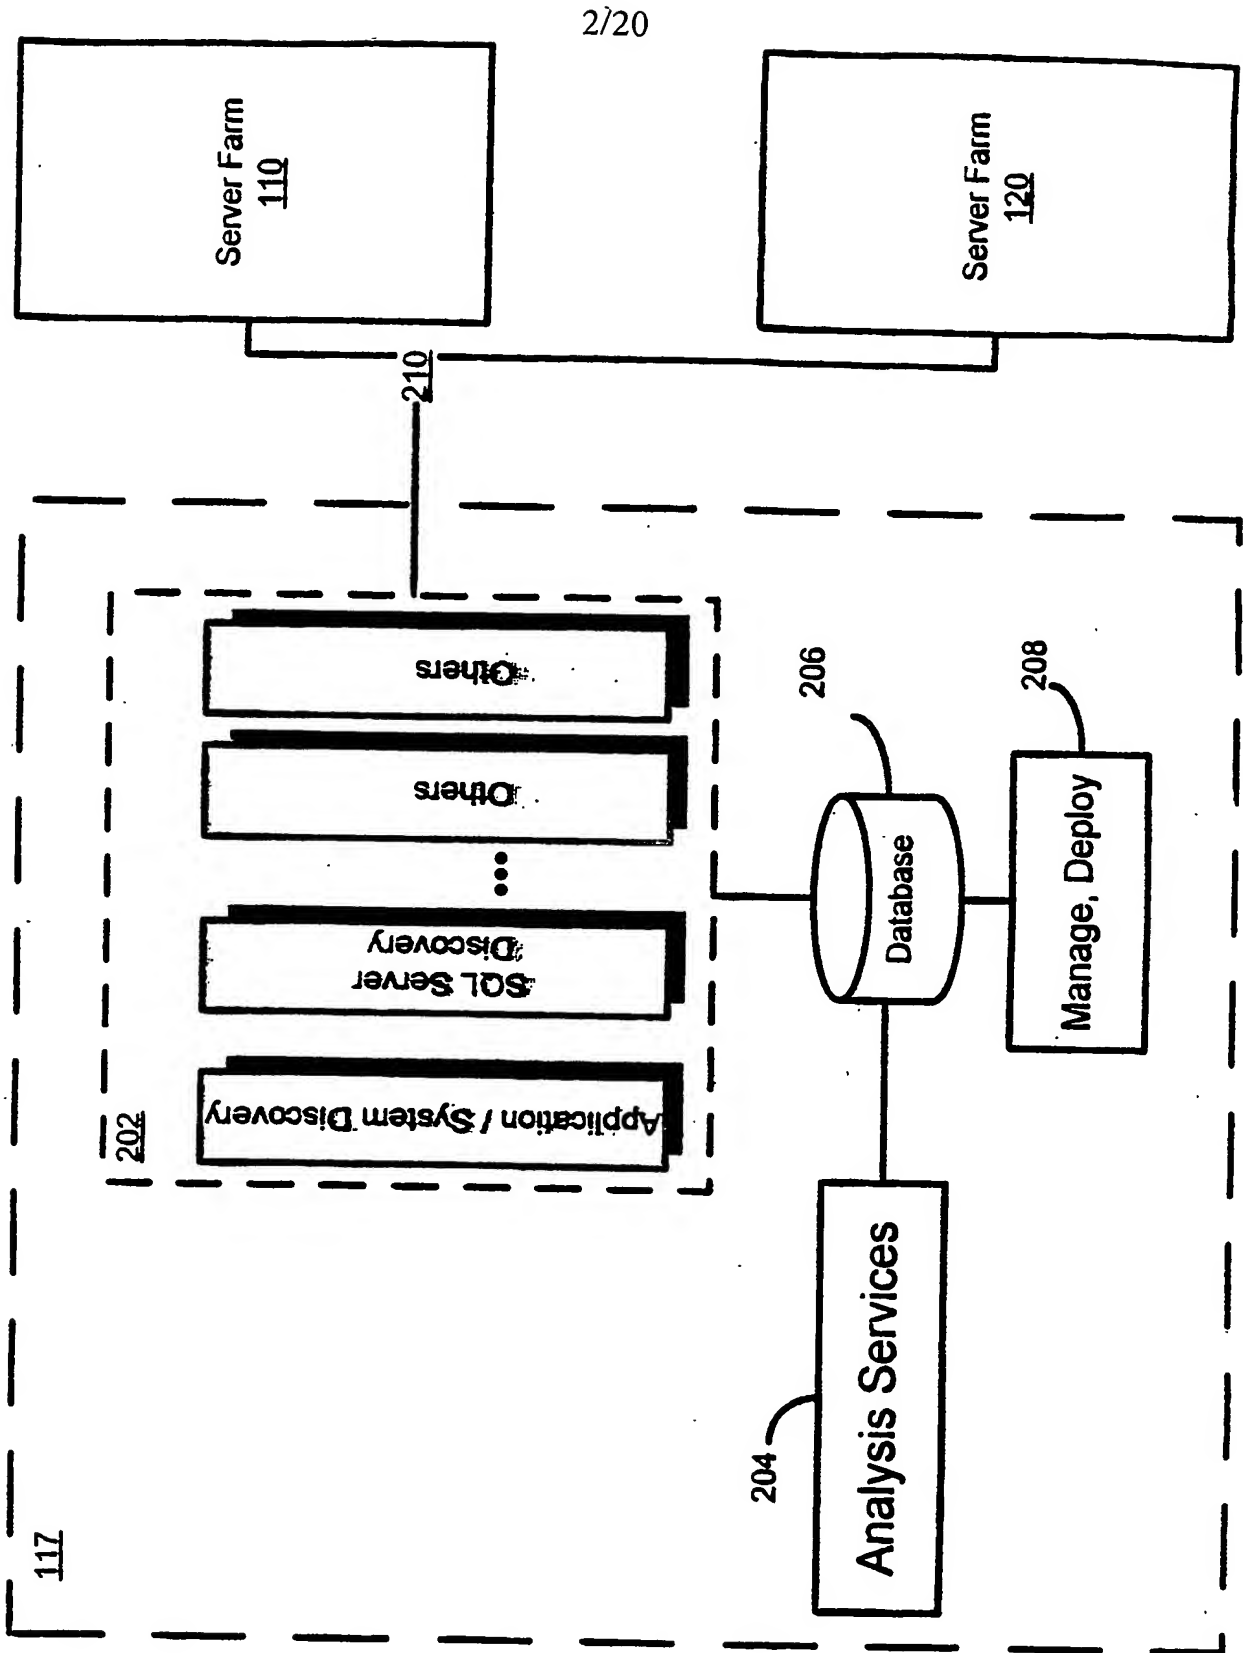 2/20
117
202
Application / System Discovery
SQL Server
Discovery
Others
Others
210
Server Farm
110
Server Farm
120
204
Analysis Services
206
Database
208
Manage, Deploy